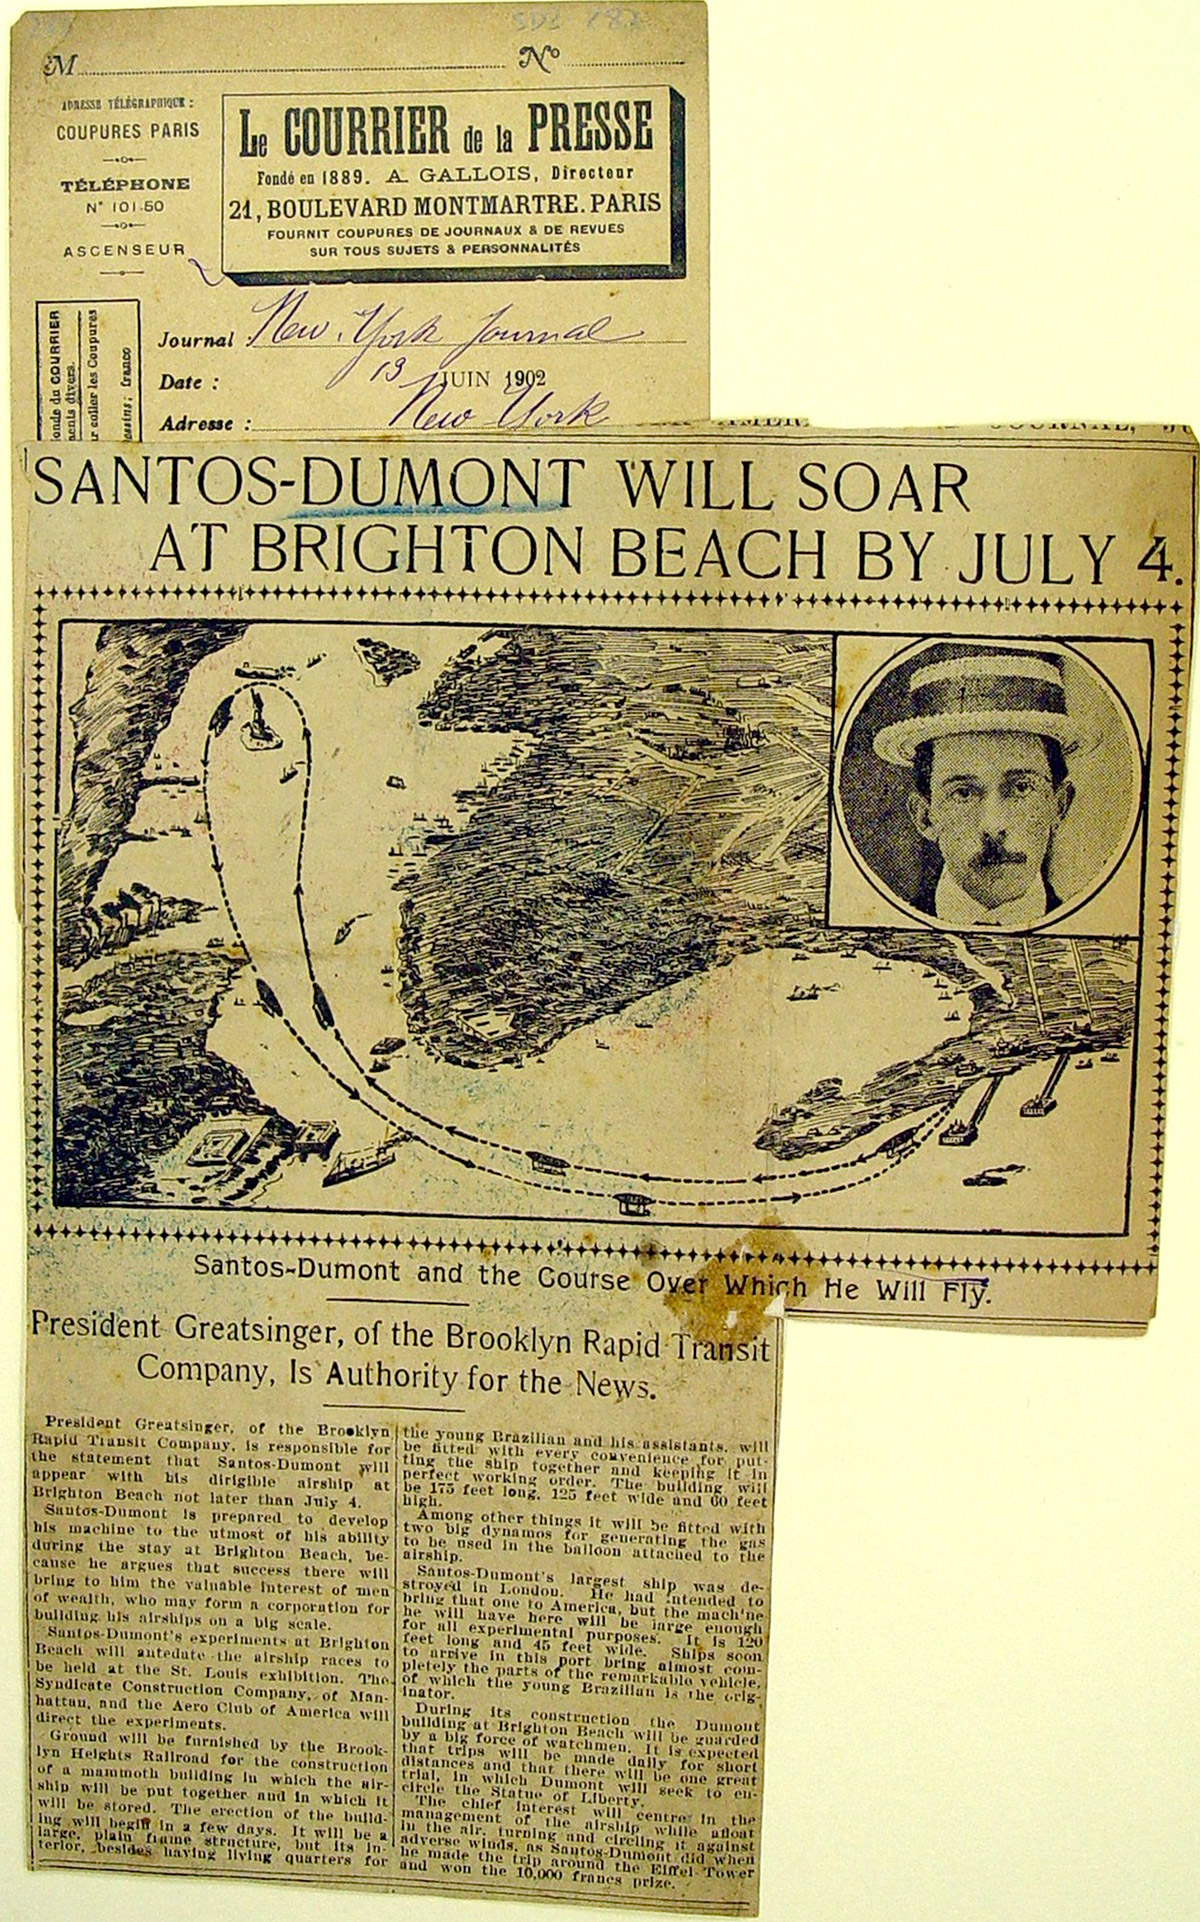 SD3 282
M Nº
ADRESSE TÉLÉGRAPHIQUE :
COUPURES PARIS
TÉLÉPHONE
N° 101.50
ASCENSEUR
Le COURRIER de la PRESSE
Fondé en 1889. A. GALLOIS, Directeur
21, BOULEVARD MONTMARTRE. PARIS
FOURNIT COUPURES DE JOURNAUX & DE REVUES
SUR TOUS SUJETS & PERSONNALITÉS
onde du COURRIER
ments divers.
r coller les Coupures
essins; franco
Journal : New. York Journal
Date : 13 JUIN 1902
Adresse : New York
AMER JOURNAL,
SANTOS-DUMONT WILL SOAR
AT BRIGHTON BEACH BY JULY 4.
Santos-Dumont and the Course Over Which He Will Fly.
President Greatsinger, of the Brooklyn Rapid Transit
Company, Is Authority for the News.
President Greatsinger, of the Brooklyn
Rapid Transit Company, is responsible for
the statement that Santos-Dumont will
appear with his dirigible airship at
Brighton Beach not later than July 4.
Santos-Dumont is prepared to develop
his machine to the utmost of his ability
during the stay at Brighton Beach, be-
cause he argues that success there will
bring to him the valuable interest of men
of wealth, who may form a corporation for
building his airships on a big scale.
Santos-Dumont's experiments at Brighton
Beach will antedate the airship races to
be held at the St. Louis exhibition. The
Syndicate Construction Company, of Man-
hattan, and the Aero Club of America will
direct the experiments.
Ground will be furnished by the Brook-
lyn Heights Railroad for the construction
of a mammoth building in which the air-
ship will be put together and in which it
will be stored. The erection of the build-
ing will begin in a few days. It will be a
large, plain frame structure, but its in-
terior, besides having living quarters for
the young Brazilian and his assistants, will
be fitted with every convenience for put-
ting the ship together and keeping it in
perfect working order. The building will
be 175 feet long, 125 feet wide and 60 feet
high.
Among other things it will be fitted with
two big dynamos for generating the gas
to be used in the balloon attached to the
airship.
Santos-Dumont's largest ship was de-
stroyed in London. He had intended to
bring that one to America, but the machine
he will have here will be large enough
for all experimental purposes. It is 120
feet long and 45 feet wide. Ships soon
to arrive in this port bring almost com-
pletely the parts of the remarkable vehicle,
of which the young Brazilian is the orig-
inator.
During its construction the Dumont
building at Brighton Beach will be guarded
by a big force of watchmen. It is expected
that trips will be made daily for short
distances and that there will be one great
trial, in which Dumont will seek to en-
circle the Statue of Liberty.
The chief interest will centre in the
management of the airship while afloat
in the air, turning and circling it against
adverse winds, as Santos-Dumont did when
he made the trip around the Eiffel Tower
and won the 10,000 francs prize.